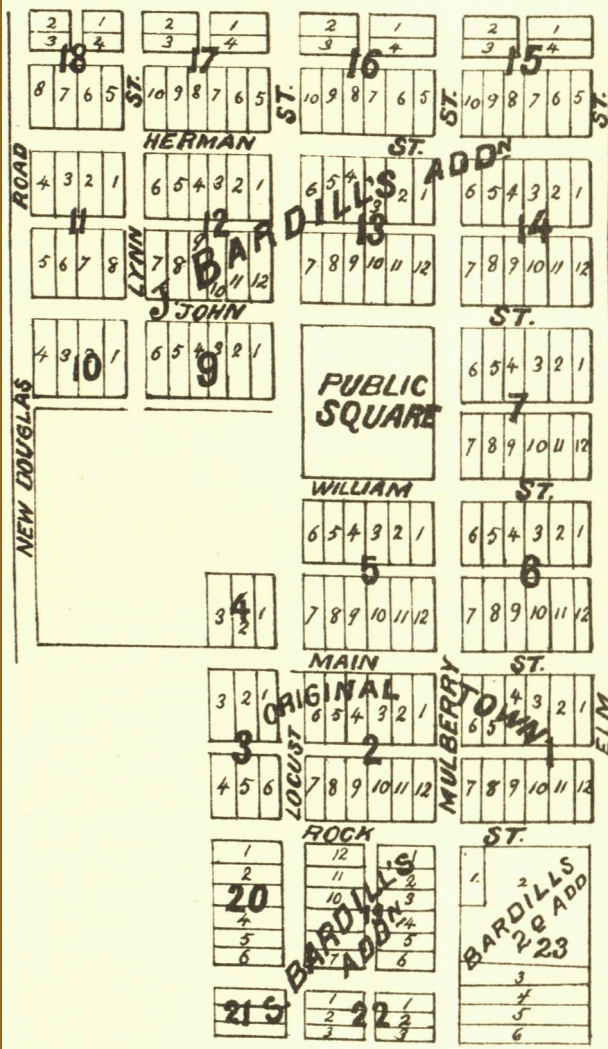 2 1 2 1 2 1 2 1
3 4 3 4 3 4 3 4
18 17 16 15
8 7 6 5 ST. 10 9 8 7 6 5 ST. 10 9 8 7 6 5 ST. 10 9 8 7 6 5 ST.
HERMAN ST.
ROAD
4 3 2 1 6 5 4 3 2 1 6 5 4 3 2 1 6 5 4 3 2 1
J. BARDILL'S ADDN
11 12 13 14
5 6 7 8 LYNN 7 8 9 10 11 12 7 8 9 10 11 12 7 8 9 10 11 12
JOHN ST.
4 3 2 1 6 5 4 3 2 1 6 5 4 3 2 1
10 9 7
PUBLIC
SQUARE
NEW DOUGLAS
7 8 9 10 11 12
WILLIAM ST.
6 5 4 3 2 1 6 5 4 3 2 1
5 6
4
3 2 1 7 8 9 10 11 12 7 8 9 10 11 12
MAIN ST.
3 2 1 6 5 4 3 2 1 MULBERRY 6 5 4 3 2 1 ELM
ORIGINAL TOWN
3 2 1
4 5 6 LOCUST 7 8 9 10 11 12 7 8 9 10 11 12
ROCK ST.
1 12 1 1 2
2 11 2
20 10 3
4 4
5 5
6 7 6
BARDILL'S
ADDN
19
BARDILLS
2D ADD
2 23
3
4
5
6
21 S 22
1 1
2 2
3 3